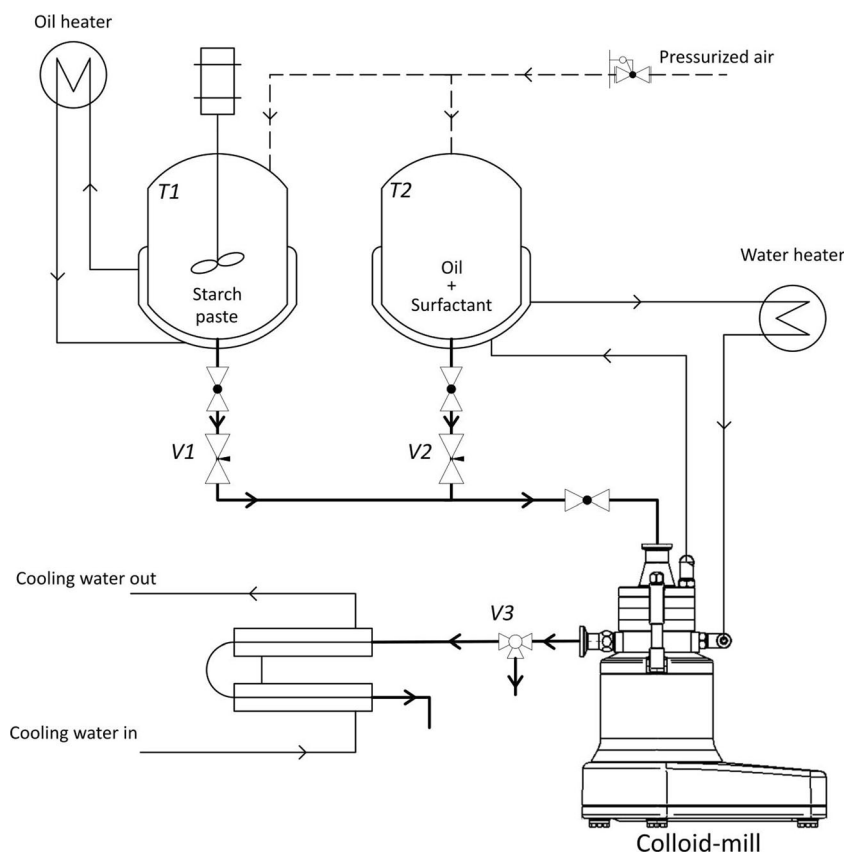 Oil heater
Pressurized air
T1
T2
Water heater
Starch
paste
Oil
+
Surfactant
V1
V2
Cooling water out
V3
Cooling water in
Colloid-mill